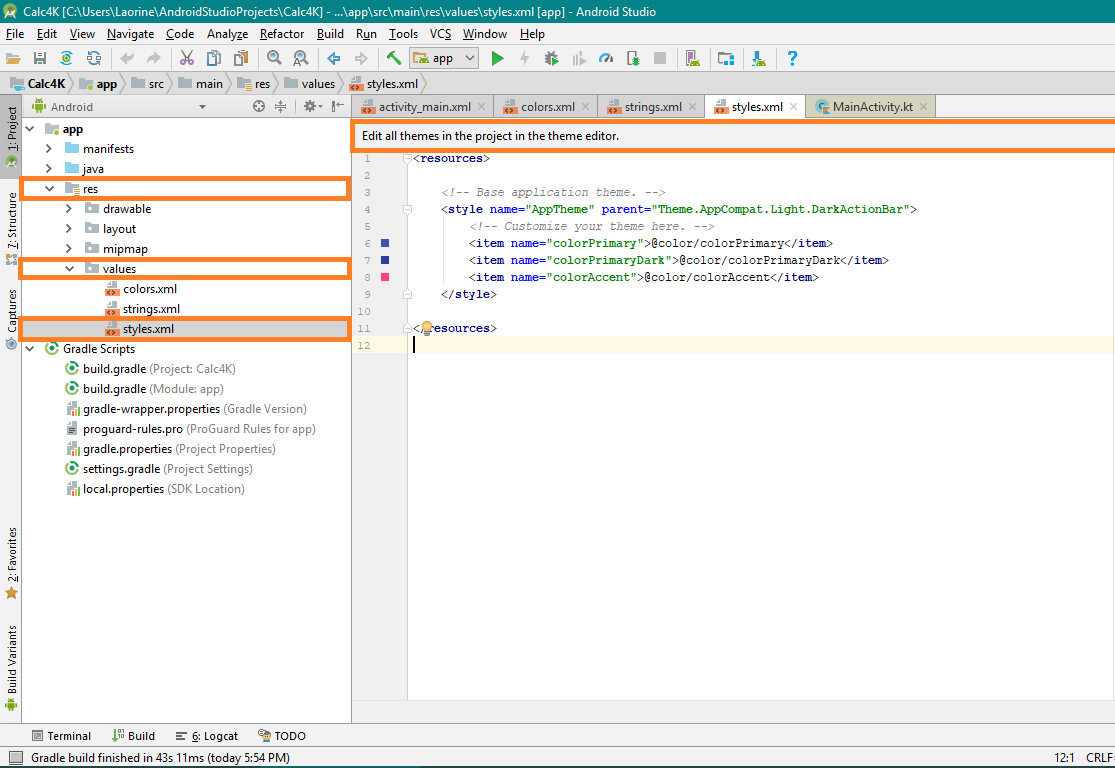 Calc4K [C:\Users\Laorine\AndroidStudioProjects\Calc4K] - ...\app\src\main\res\values\styles.xml [app] - Android Studio
File Edit View Navigate Code Analyze Refactor Build Run Tools VCS Window Help
app
Calc4K app src main res values styles.xml
Android
activity_main.xml colors.xml strings.xml styles.xml MainActivity.kt
1: Project
7: Structure
Captures
2: Favorites
Build Variants
app
manifests
java
res
drawable
layout
mipmap
values
colors.xml
strings.xml
styles.xml
Gradle Scripts
build.gradle (Project: Calc4K)
build.gradle (Module: app)
gradle-wrapper.properties (Gradle Version)
proguard-rules.pro (ProGuard Rules for app)
gradle.properties (Project Properties)
settings.gradle (Project Settings)
local.properties (SDK Location)
Edit all themes in the project in the theme editor.
1 <resources>
2
3 <!-- Base application theme. -->
4 <style name="AppTheme" parent="Theme.AppCompat.Light.DarkActionBar">
5 <!-- Customize your theme here. -->
6 <item name="colorPrimary">@color/colorPrimary</item>
7 <item name="colorPrimaryDark">@color/colorPrimaryDark</item>
8 <item name="colorAccent">@color/colorAccent</item>
9 </style>
10
11 </resources>
12
Terminal Build 6: Logcat TODO
Gradle build finished in 43s 11ms (today 5:54 PM) 12:1 CRLF